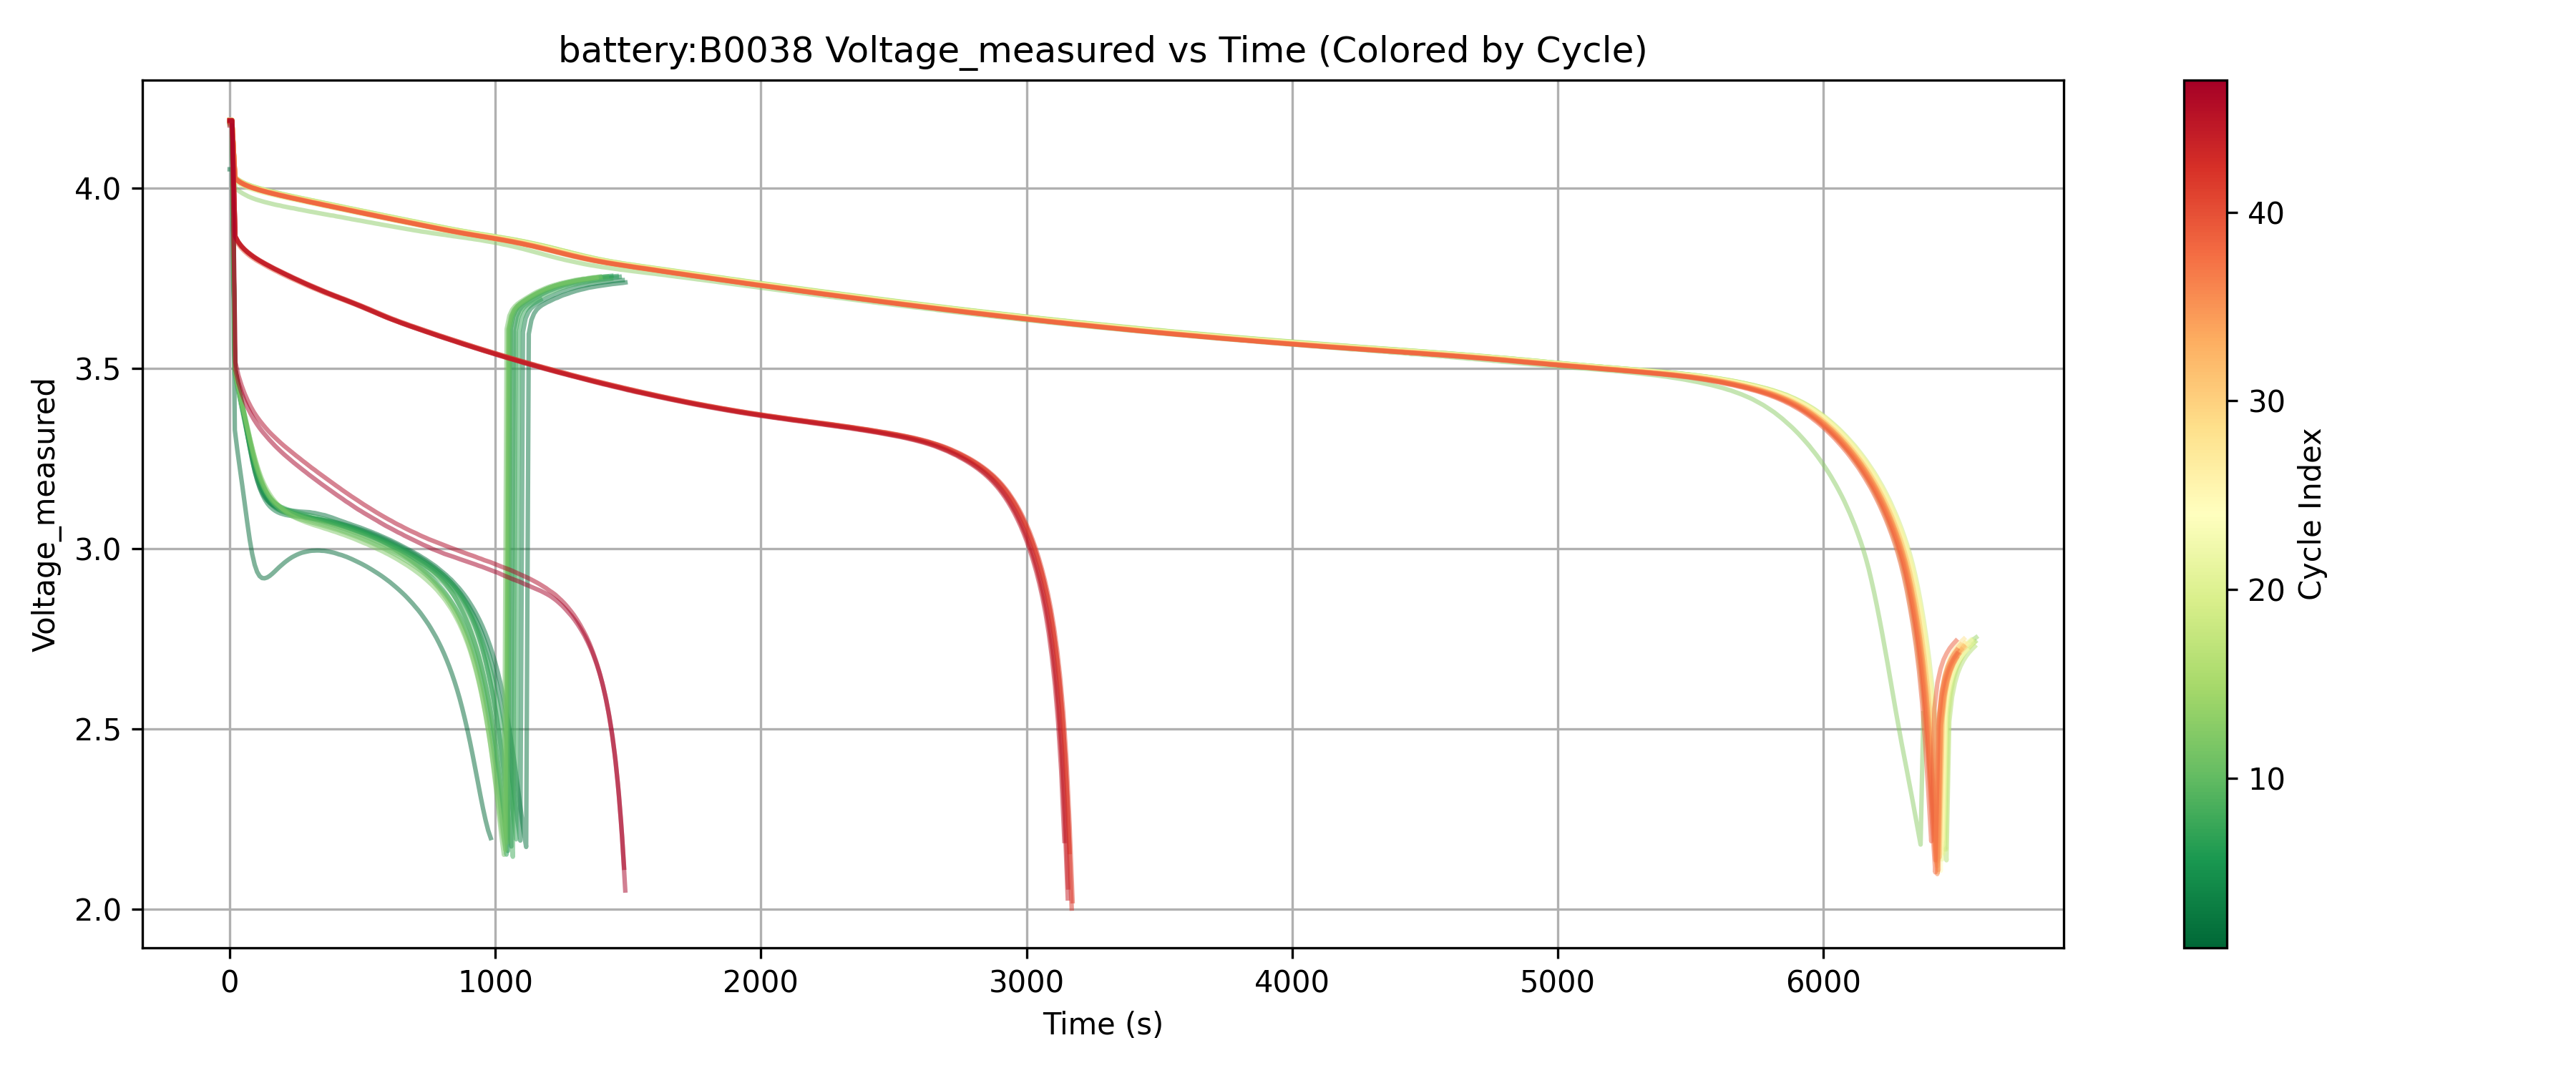 battery:B0038 Voltage_measured vs Time (Colored by Cycle)
Voltage_measured
4.0
3.5
3.0
2.5
2.0
0 1000 2000 3000 4000 5000 6000
Time (s)
40
30
20
10
Cycle Index